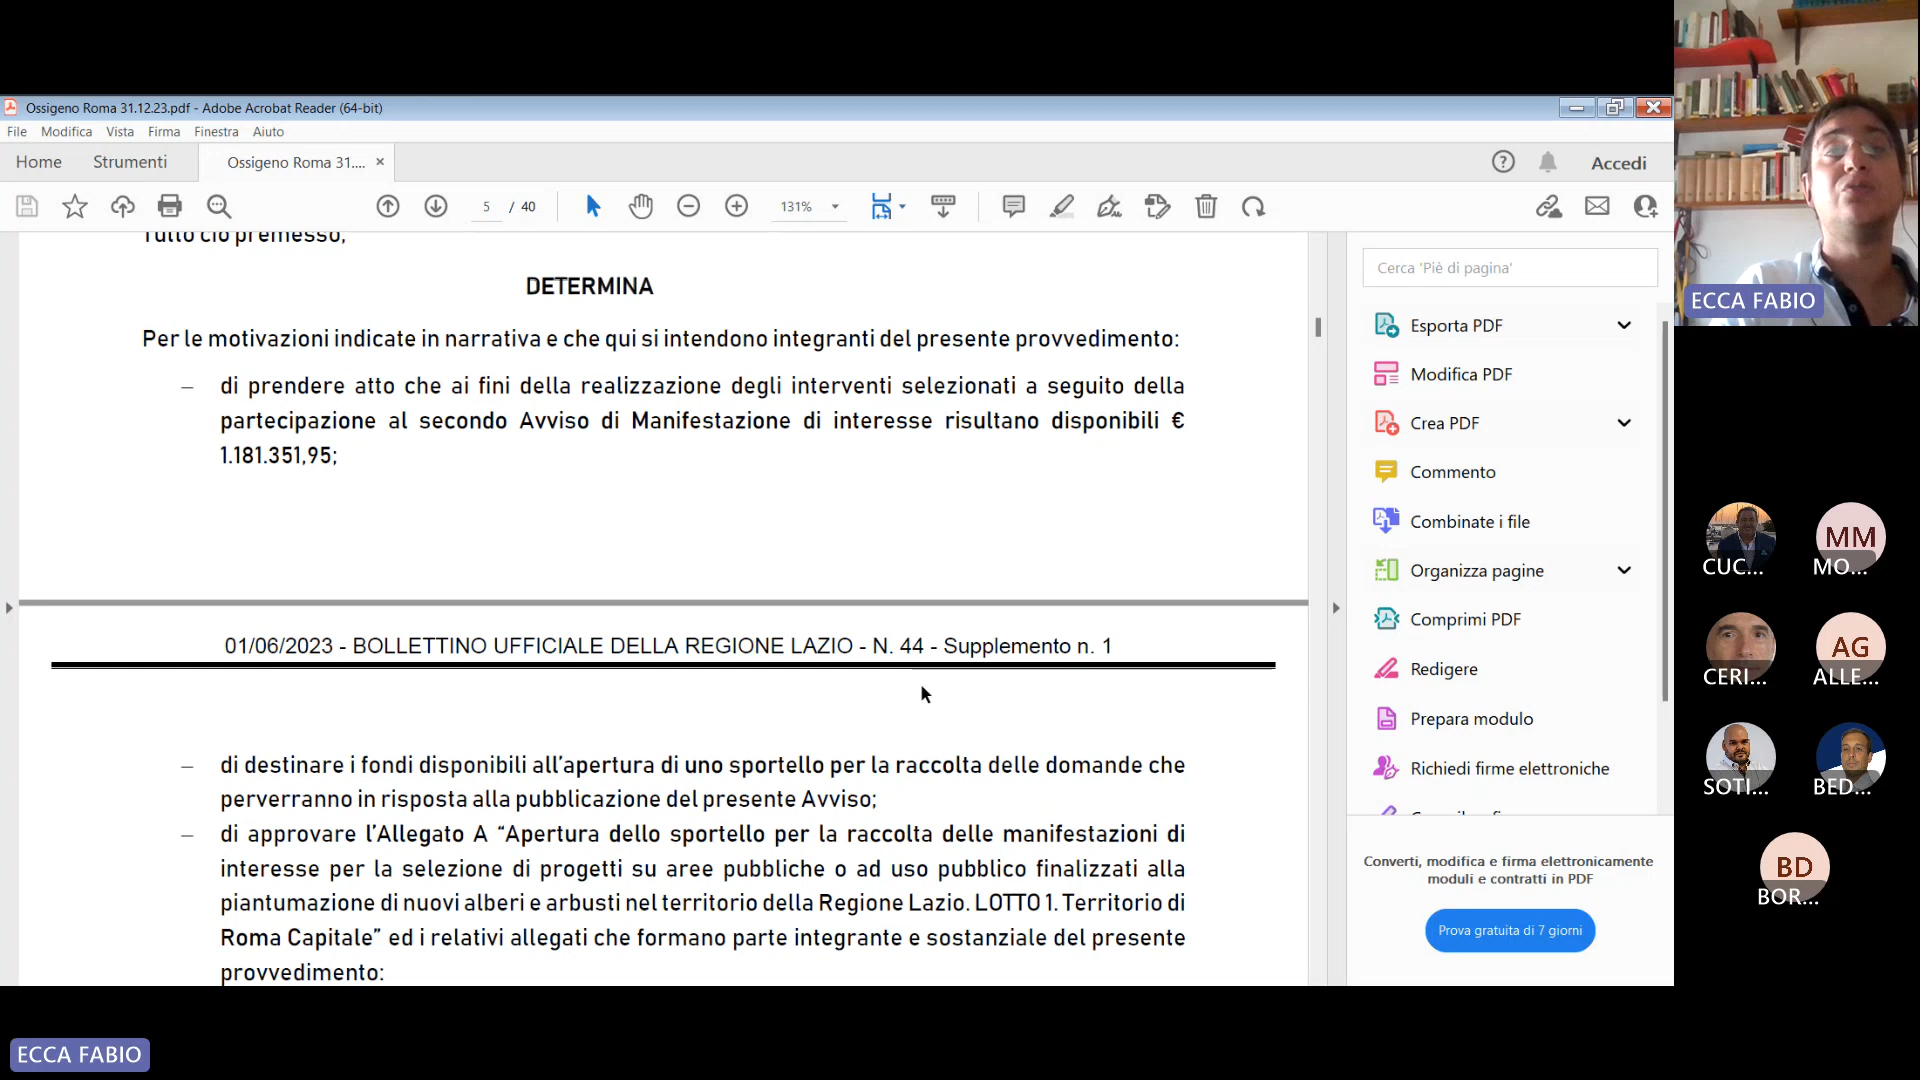 Ossigeno Roma 31.12.23.pdf - Adobe Acrobat Reader (64-bit)
File Modifica Vista Firma Finestra Aiuto
Home Strumenti Ossigeno Roma 31.... × Accedi
5 / 40 131%
Tutto ciò premesso,
DETERMINA
Per le motivazioni indicate in narrativa e che qui si intendono integranti del presente provvedimento:
– di prendere atto che ai fini della realizzazione degli interventi selezionati a seguito della
partecipazione al secondo Avviso di Manifestazione di interesse risultano disponibili €
1.181.351,95;
01/06/2023 - BOLLETTINO UFFICIALE DELLA REGIONE LAZIO - N. 44 - Supplemento n. 1
– di destinare i fondi disponibili all’apertura di uno sportello per la raccolta delle domande che
perverranno in risposta alla pubblicazione del presente Avviso;
– di approvare l’Allegato A “Apertura dello sportello per la raccolta delle manifestazioni di
interesse per la selezione di progetti su aree pubbliche o ad uso pubblico finalizzati alla
piantumazione di nuovi alberi e arbusti nel territorio della Regione Lazio. LOTTO 1. Territorio di
Roma Capitale” ed i relativi allegati che formano parte integrante e sostanziale del presente
provvedimento:
Cerca 'Piè di pagina'
Esporta PDF
Modifica PDF
Crea PDF
Commento
Combinate i file
Organizza pagine
Comprimi PDF
Redigere
Prepara modulo
Richiedi firme elettroniche
Converti, modifica e firma elettronicamente
moduli e contratti in PDF
Prova gratuita di 7 giorni
ECCA FABIO
CUC...
MM
MO...
CERI...
AG
ALLE...
SOTI...
BED...
BD
BOR...
ECCA FABIO